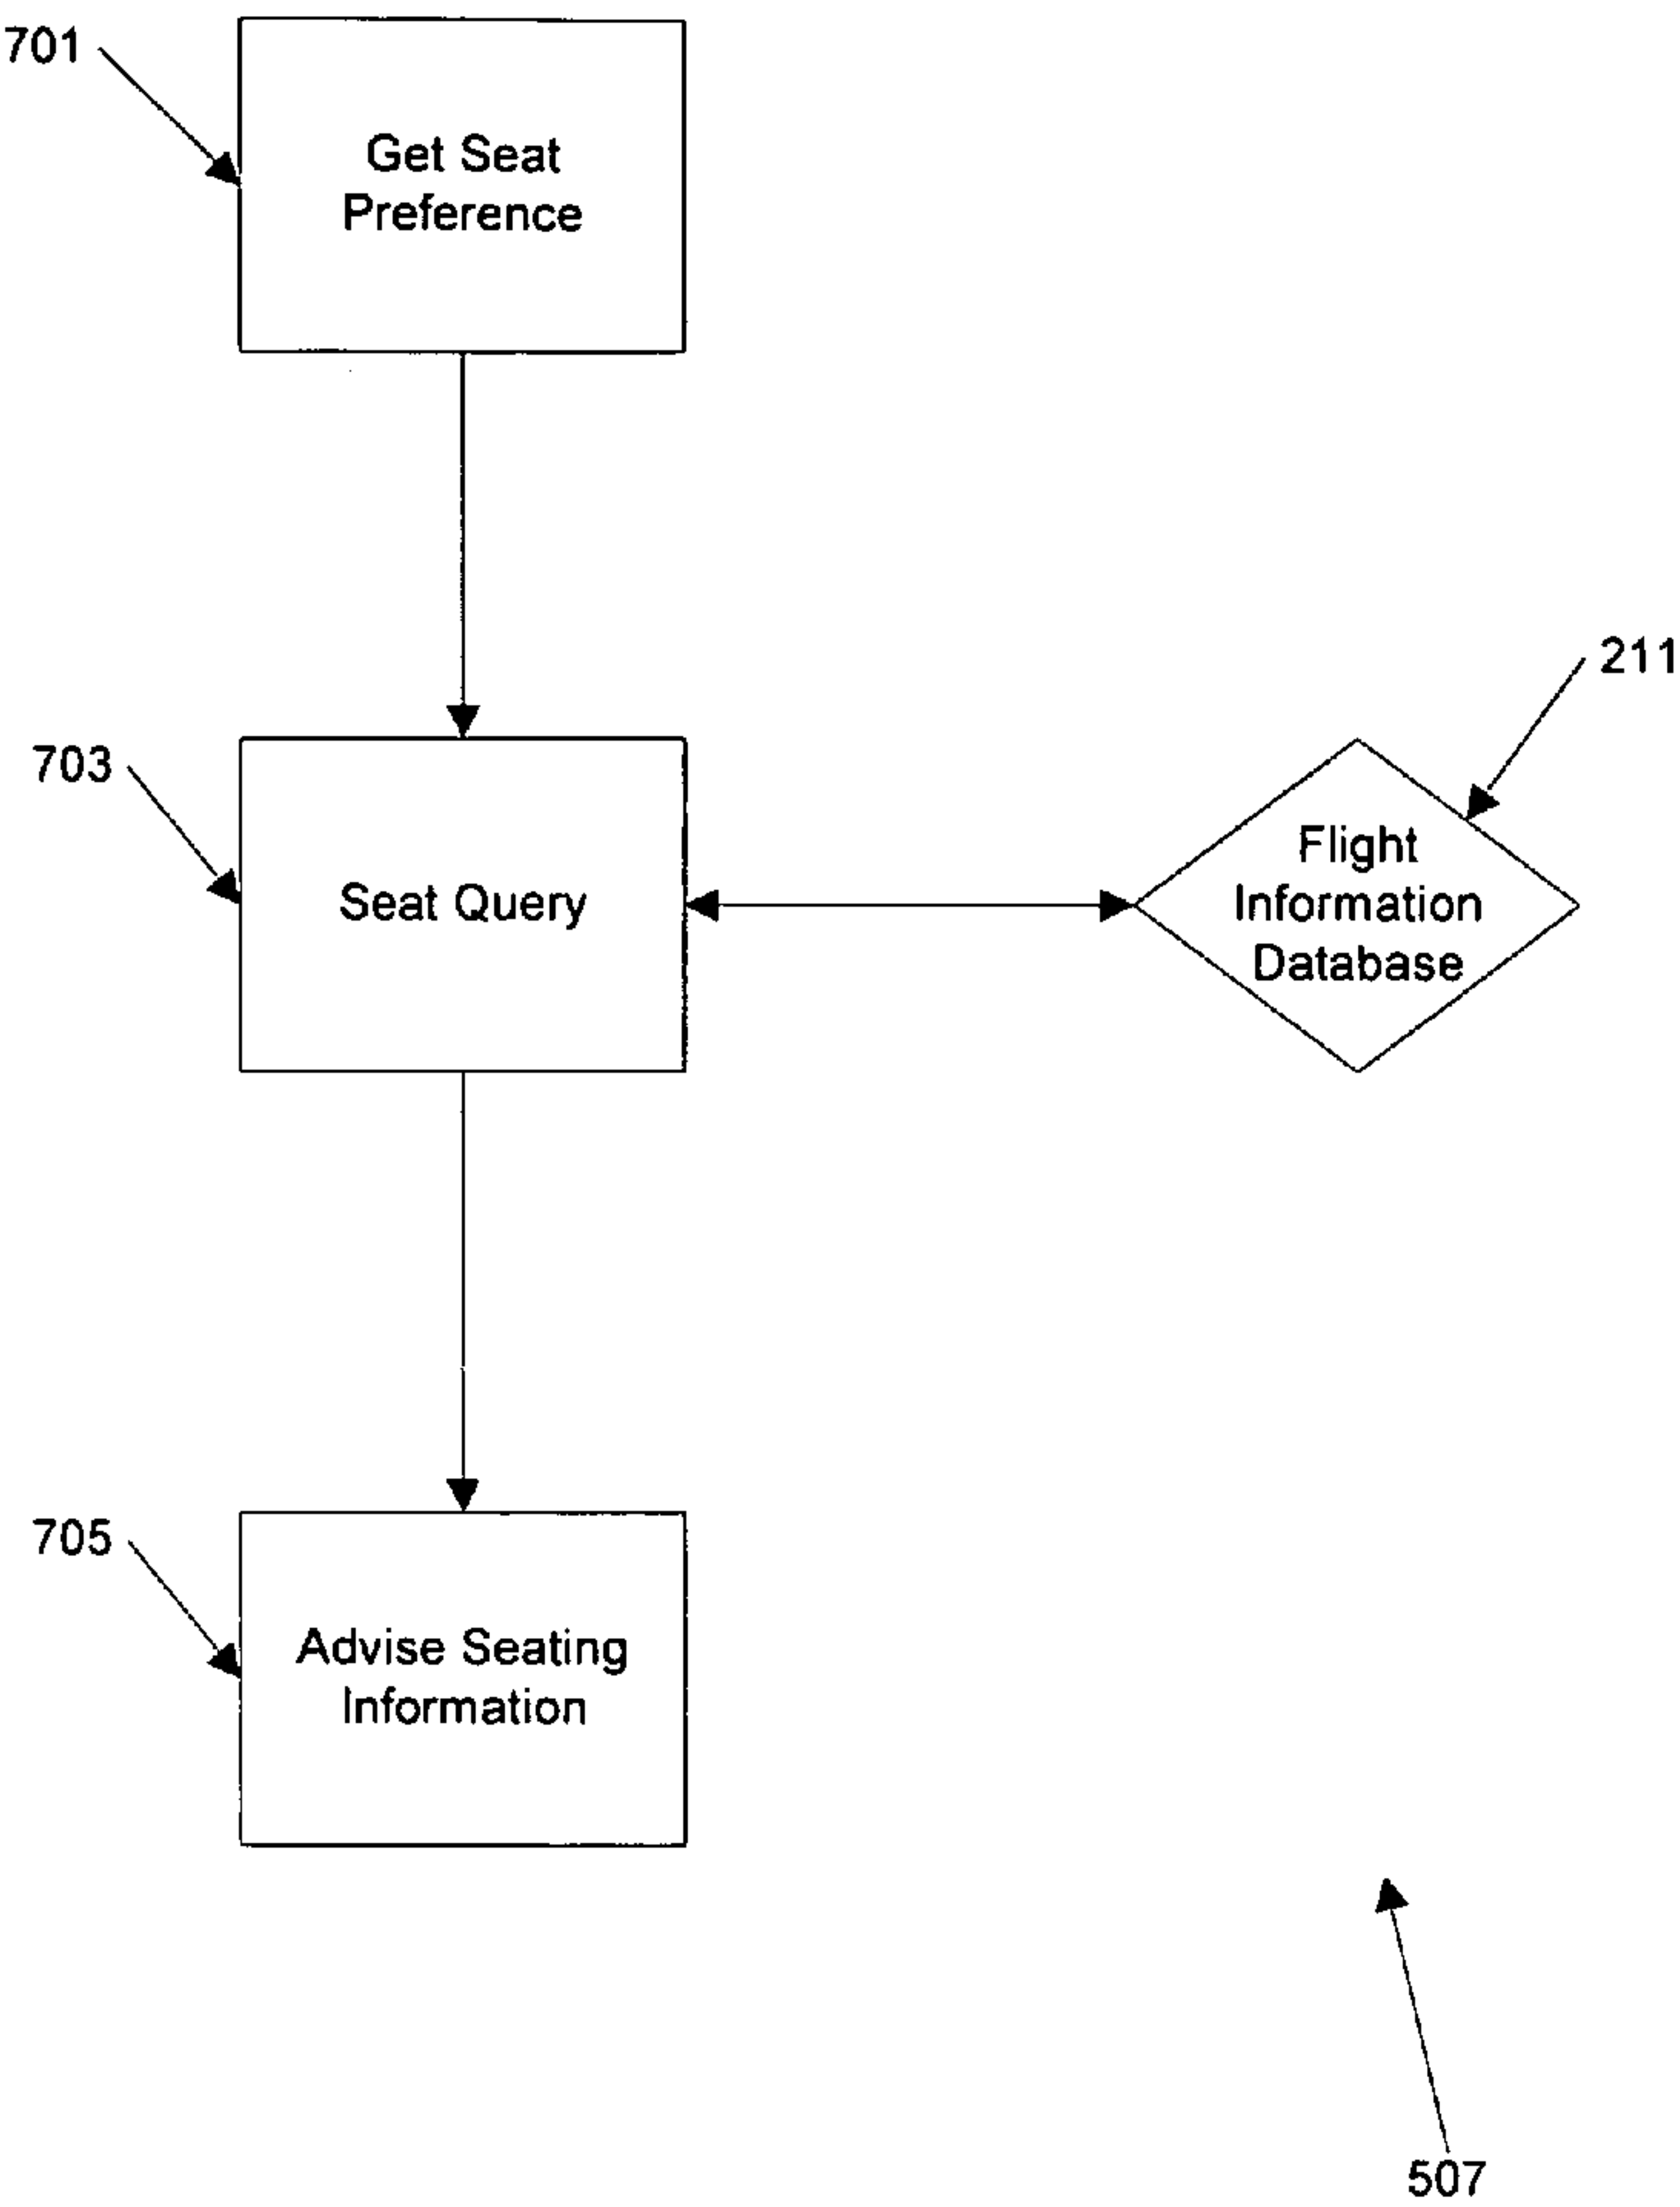 701
Get Seat
Preference
211
703
Seat Query
Flight
Information
Database
705
Advise Seating
Information
507